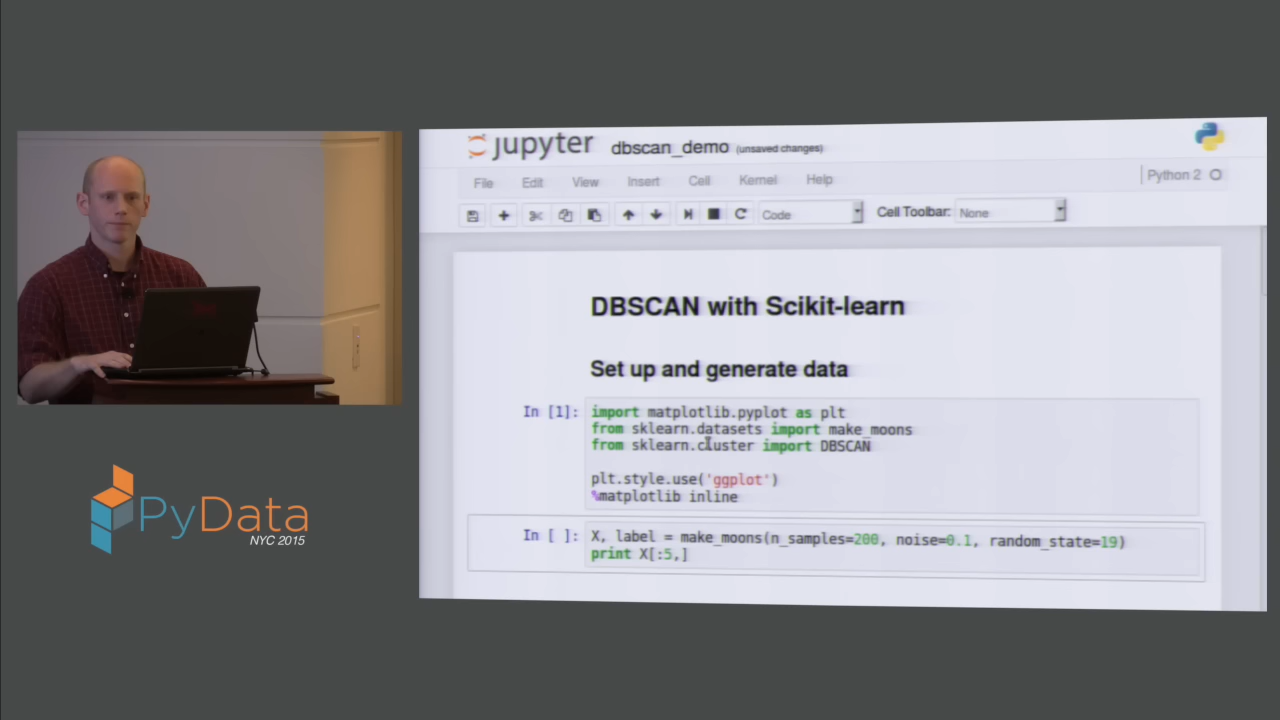 jupyter dbscan_demo (unsaved changes)
File Edit View Insert Cell Kernel Help
Python 2
Code
Cell Toolbar: None
DBSCAN with Scikit-learn
Set up and generate data
In [1]: import matplotlib.pyplot as plt
from sklearn.datasets import make_moons
from sklearn.cluster import DBSCAN
plt.style.use('ggplot')
%matplotlib inline
In [ ]: X, label = make_moons(n_samples=200, noise=0.1, random_state=19)
print X[:5,]
PyData
NYC 2015